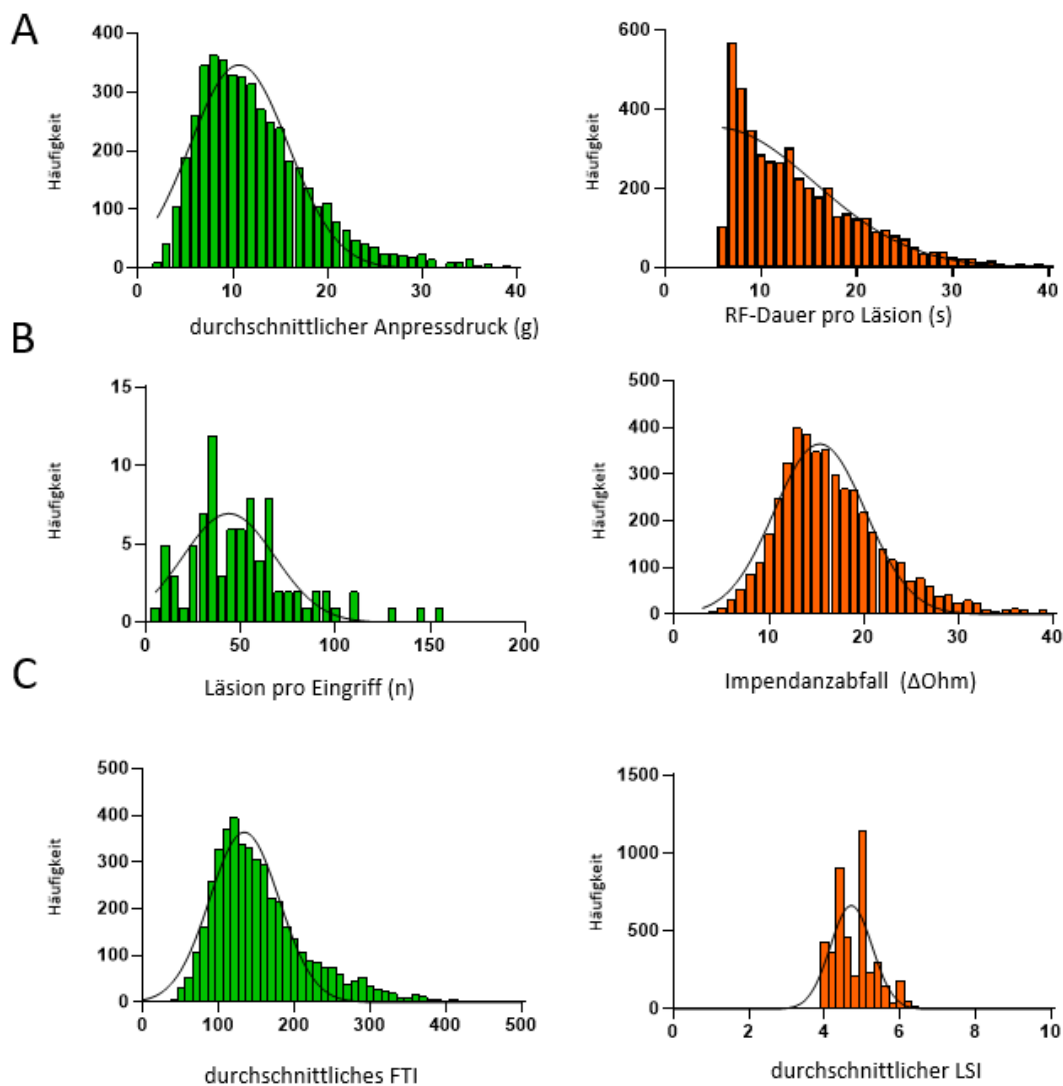 A
400
300
200
100
0
Häufigkeit
0 10 20 30 40
durchschnittlicher Anpressdruck (g)
600
400
200
0
Häufigkeit
10 20 30 40
RF-Dauer pro Läsion (s)
B
15
10
5
0
Häufigkeit
0 50 100 150 200
Läsion pro Eingriff (n)
500
400
300
200
100
0
Häufigkeit
0 10 20 30 40
Impendanzabfall (ΔOhm)
C
500
400
300
200
100
0
Häufigkeit
0 100 200 300 400 500
durchschnittliches FTI
1500
1000
500
0
Häufigkeit
0 2 4 6 8 10
durchschnittlicher LSI